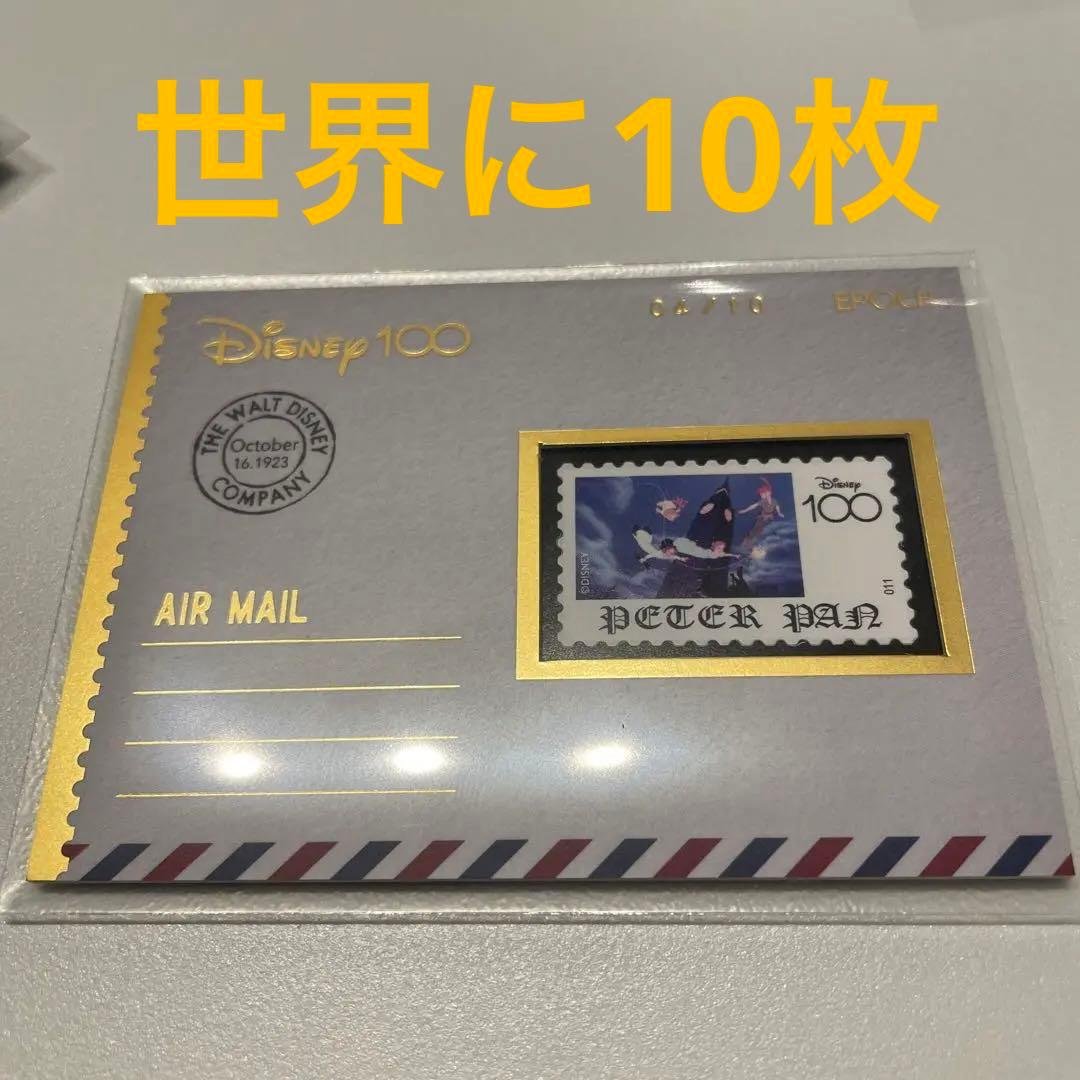 世界に10枚
04/10
EPOCH
Disney 100
THE WALT DISNEY COMPANY
October
16.1923
Disney
100
©DISNEY
011
PETER PAN
AIR MAIL